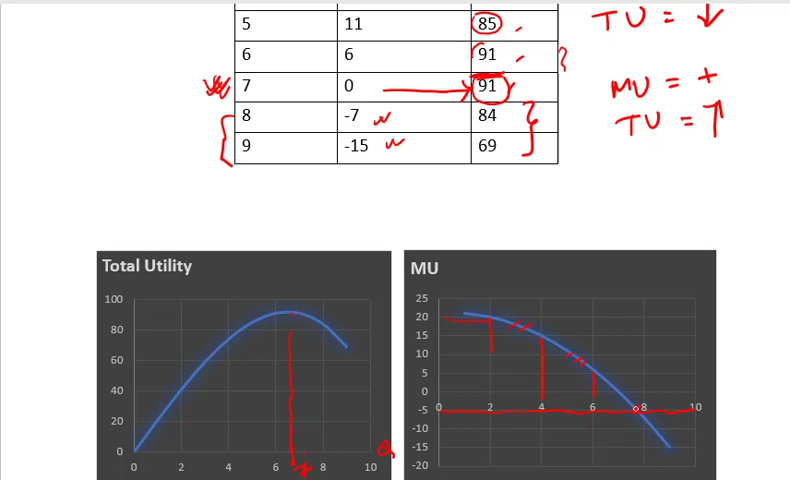 5 11 85
TU = ↓
6 6 91 ?
7 0 91
MU = +
8 -7 84
TU = ↑
9 -15 69
Total Utility
100
80
60
40
20
0
0 2 4 6 8 10
Q
MU
25
20
15
10
5
0
-5
0 2 4 6 8 10
-10
-15
-20